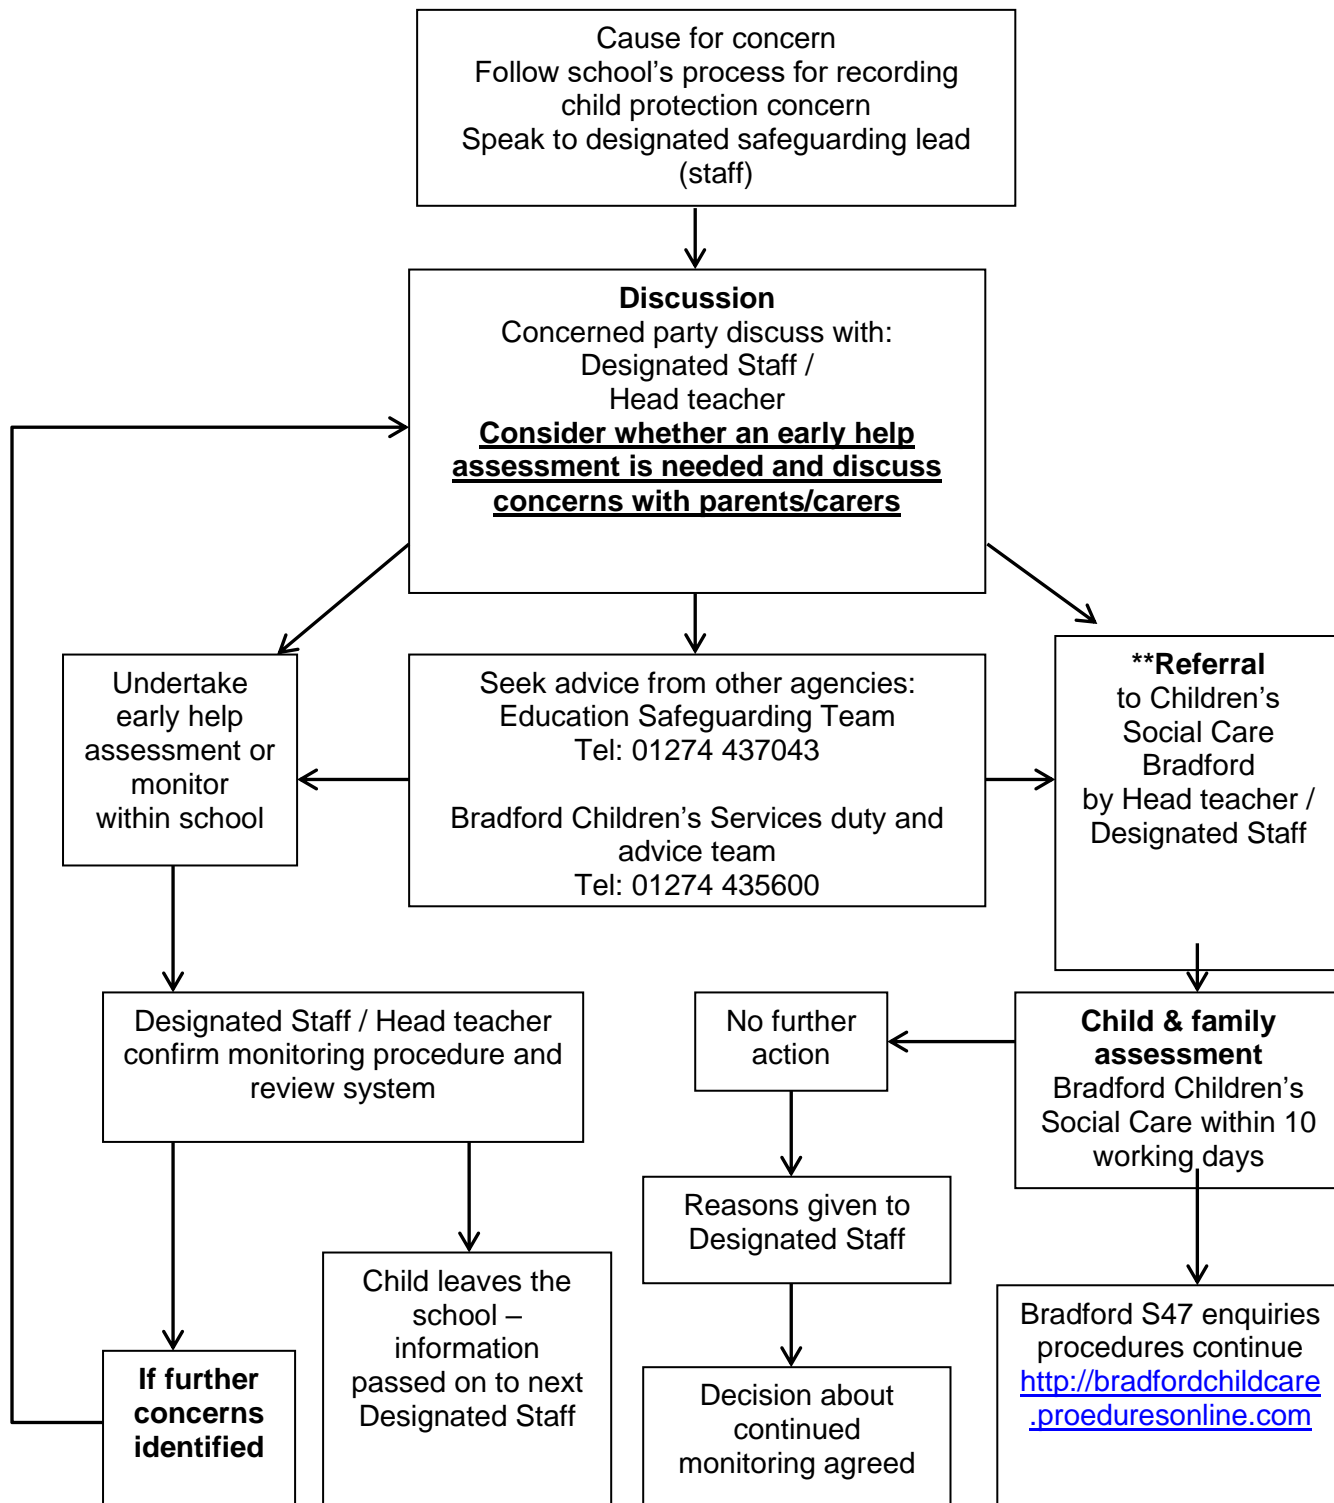 Cause for concern
Follow school’s process for recording
child protection concern
Speak to designated safeguarding lead
(staff)
Discussion
Concerned party discuss with:
Designated Staff /
Head teacher
Consider whether an early help
assessment is needed and discuss
concerns with parents/carers
Undertake
early help
assessment or
monitor
within school
Seek advice from other agencies:
Education Safeguarding Team
Tel: 01274 437043
Bradford Children’s Services duty and
advice team
Tel: 01274 435600
**Referral
to Children’s
Social Care
Bradford
by Head teacher /
Designated Staff
Designated Staff / Head teacher
confirm monitoring procedure and
review system
No further
action
Child & family
assessment
Bradford Children’s
Social Care within 10
working days
Reasons given to
Designated Staff
If further
concerns
identified
Child leaves the
school –
information
passed on to next
Designated Staff
Decision about
continued
monitoring agreed
Bradford S47 enquiries
procedures continue
http://bradfordchildcare
.proeduresonline.com